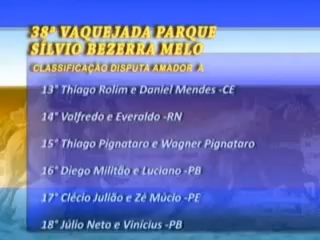 38ª VAQUEJADA PARQUE
SÍLVIO BEZERRA MELO
CLASSIFICAÇÃO DISPUTA AMADOR A
13° Thiago Rolim e Daniel Mendes -CE
14° Valfredo e Everaldo -RN
15° Thiago Pignataro e Wagner Pignataro
16° Diego Militão e Luciano -PB
17° Clécio Julião e Zé Múcio -PE
18° Júlio Neto e Vinícius -PB